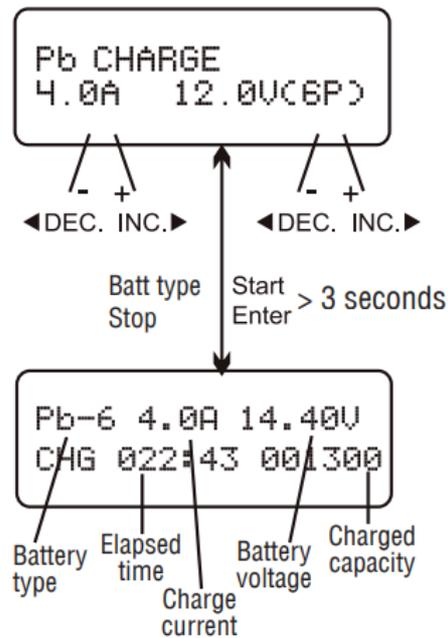 Pb CHARGE
4.0A 12.0V(6P)
- + - +
◀DEC. INC.▶ ◀DEC. INC.▶
Batt type
Stop
Start
Enter
> 3 seconds
Pb-6 4.0A 14.40V
CHG 022:43 001300
Battery
type
Elapsed
time
Charge
current
Battery
voltage
Charged
capacity